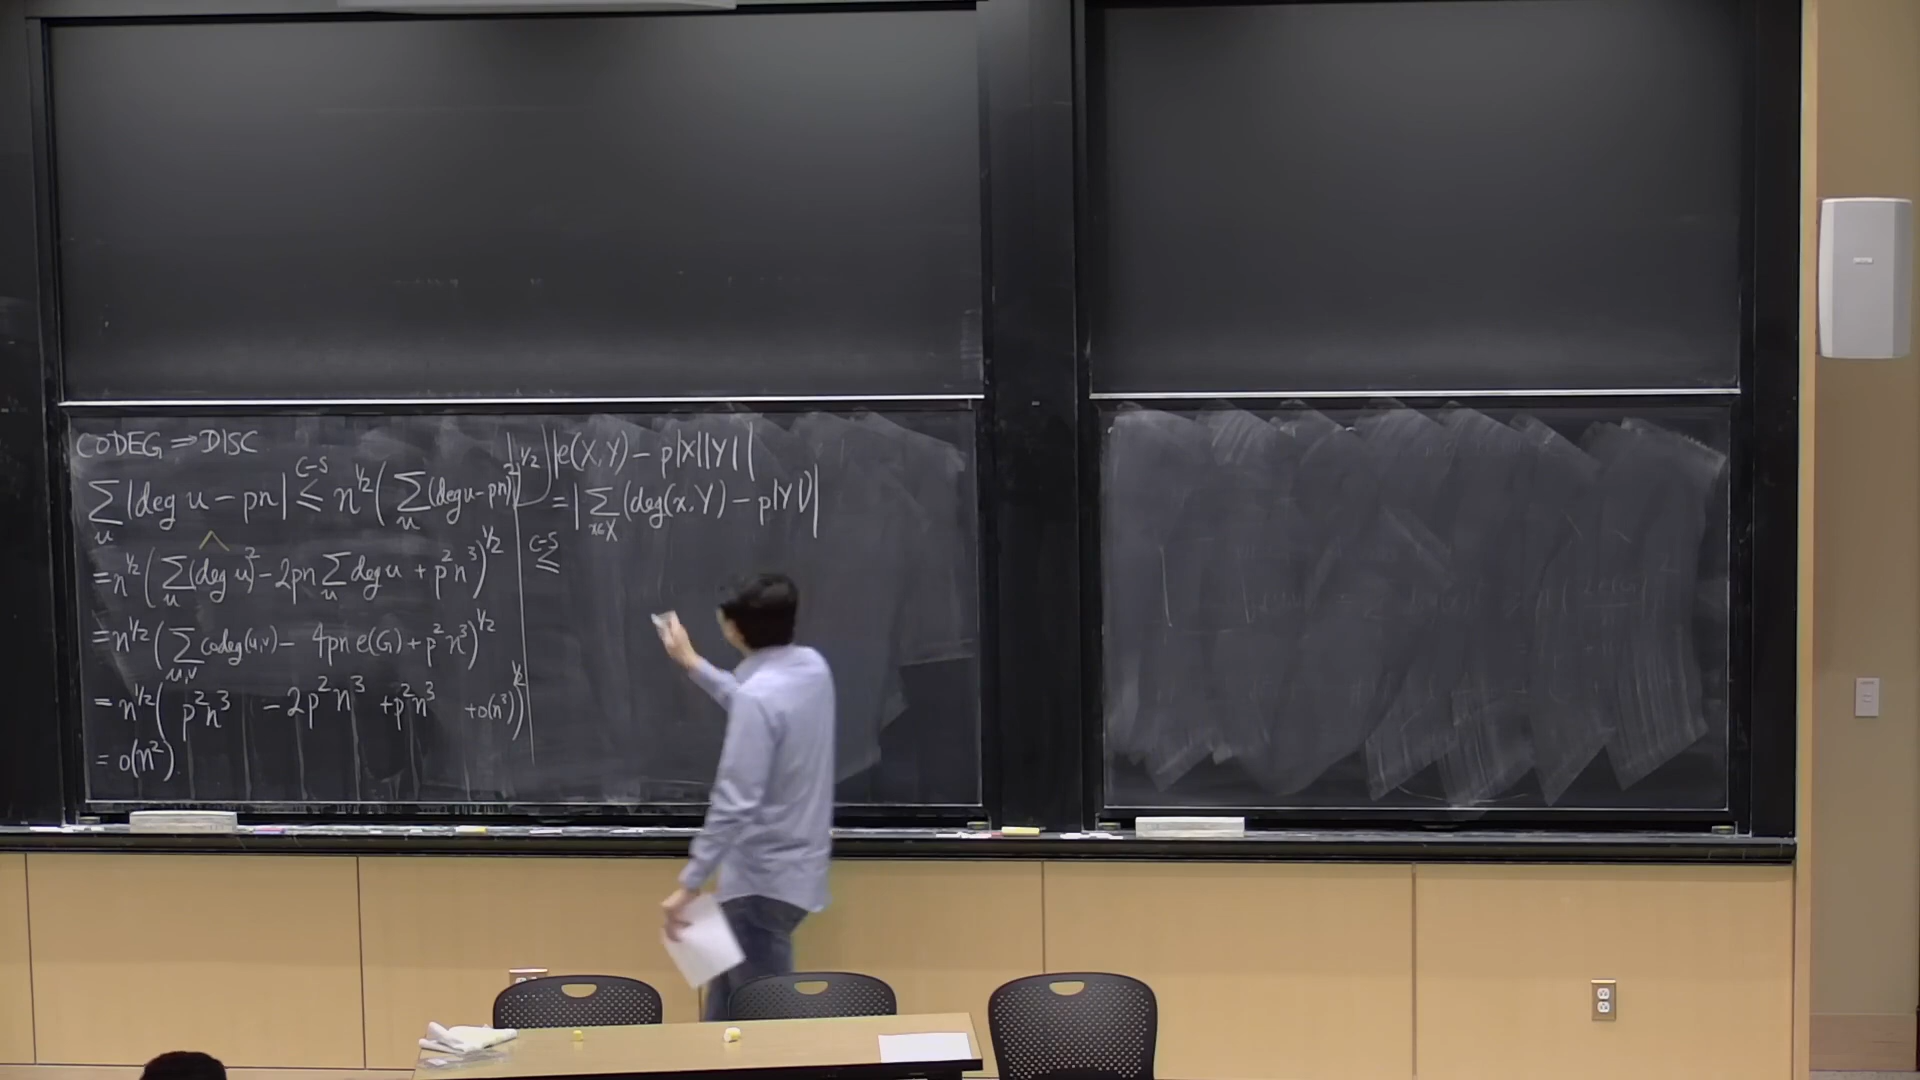 CODEG ⇒ DISC
∑_u |deg u − pn| ≤^{C-S} n^{1/2} ( ∑_u (deg u − pn)^2 )^{1/2}
= n^{1/2} ( ∑_u (deg u)^2 − 2pn ∑_u deg u + p^2 n^3 )^{1/2}
= n^{1/2} ( ∑_{u,v} codeg(u,v) − 4pn e(G) + p^2 n^3 )^{1/2}
= n^{1/2} ( p^2 n^3 − 2p^2 n^3 + p^2 n^3 + o(n^3) )^{1/2}
= o(n^2).
|e(X,Y) − p|X||Y||
= | ∑_{x∈X} (deg(x,Y) − p|Y|) |
≤^{C-S}